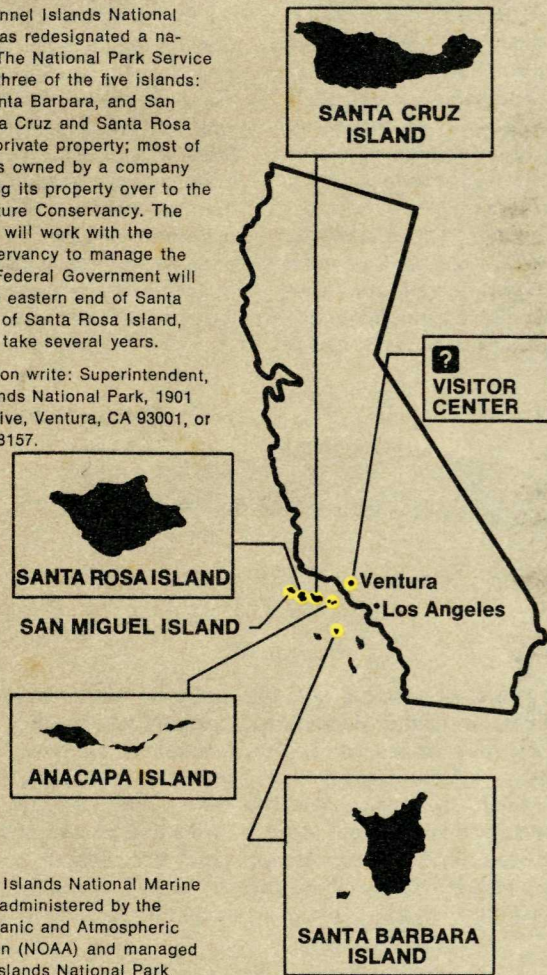 nnel Islands National
as redesignated a na-
The National Park Service
three of the five islands:
nta Barbara, and San
a Cruz and Santa Rosa
private property; most of
s owned by a company
ng its property over to the
ture Conservancy. The
will work with the
ervancy to manage the
Federal Government will
eastern end of Santa
of Santa Rosa Island,
take several years.
on write: Superintendent,
nds National Park, 1901
ive, Ventura, CA 93001, or
3157.
SANTA CRUZ
ISLAND
?
VISITOR
CENTER
SANTA ROSA ISLAND
Ventura
Los Angeles
SAN MIGUEL ISLAND
ANACAPA ISLAND
SANTA BARBARA
ISLAND
Islands National Marine
administered by the
anic and Atmospheric
n (NOAA) and managed
slands National Park